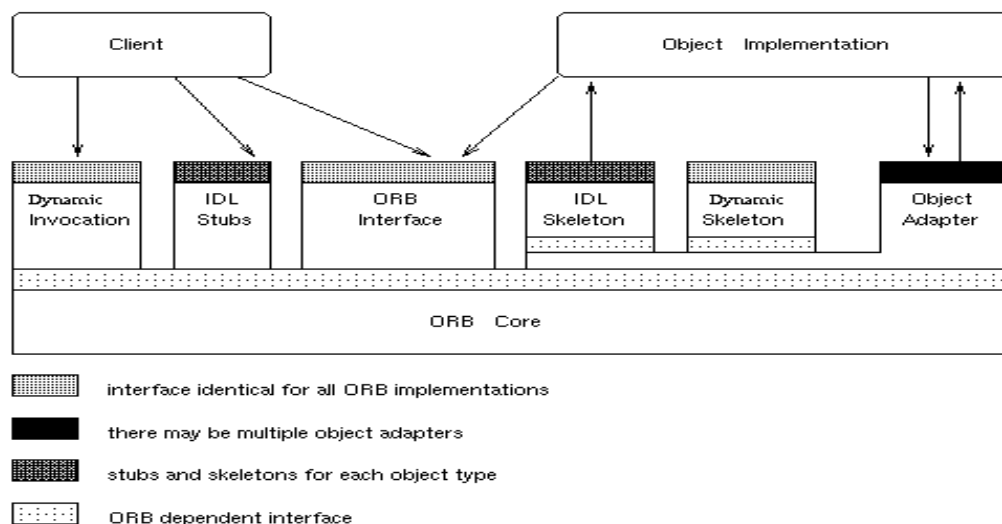 Client
Object Implementation
Dynamic
Invocation
IDL
Stubs
ORB
Interface
IDL
Skeleton
Dynamic
Skeleton
Object
Adapter
ORB Core
interface identical for all ORB implementations
there may be multiple object adapters
stubs and skeletons for each object type
ORB dependent interface